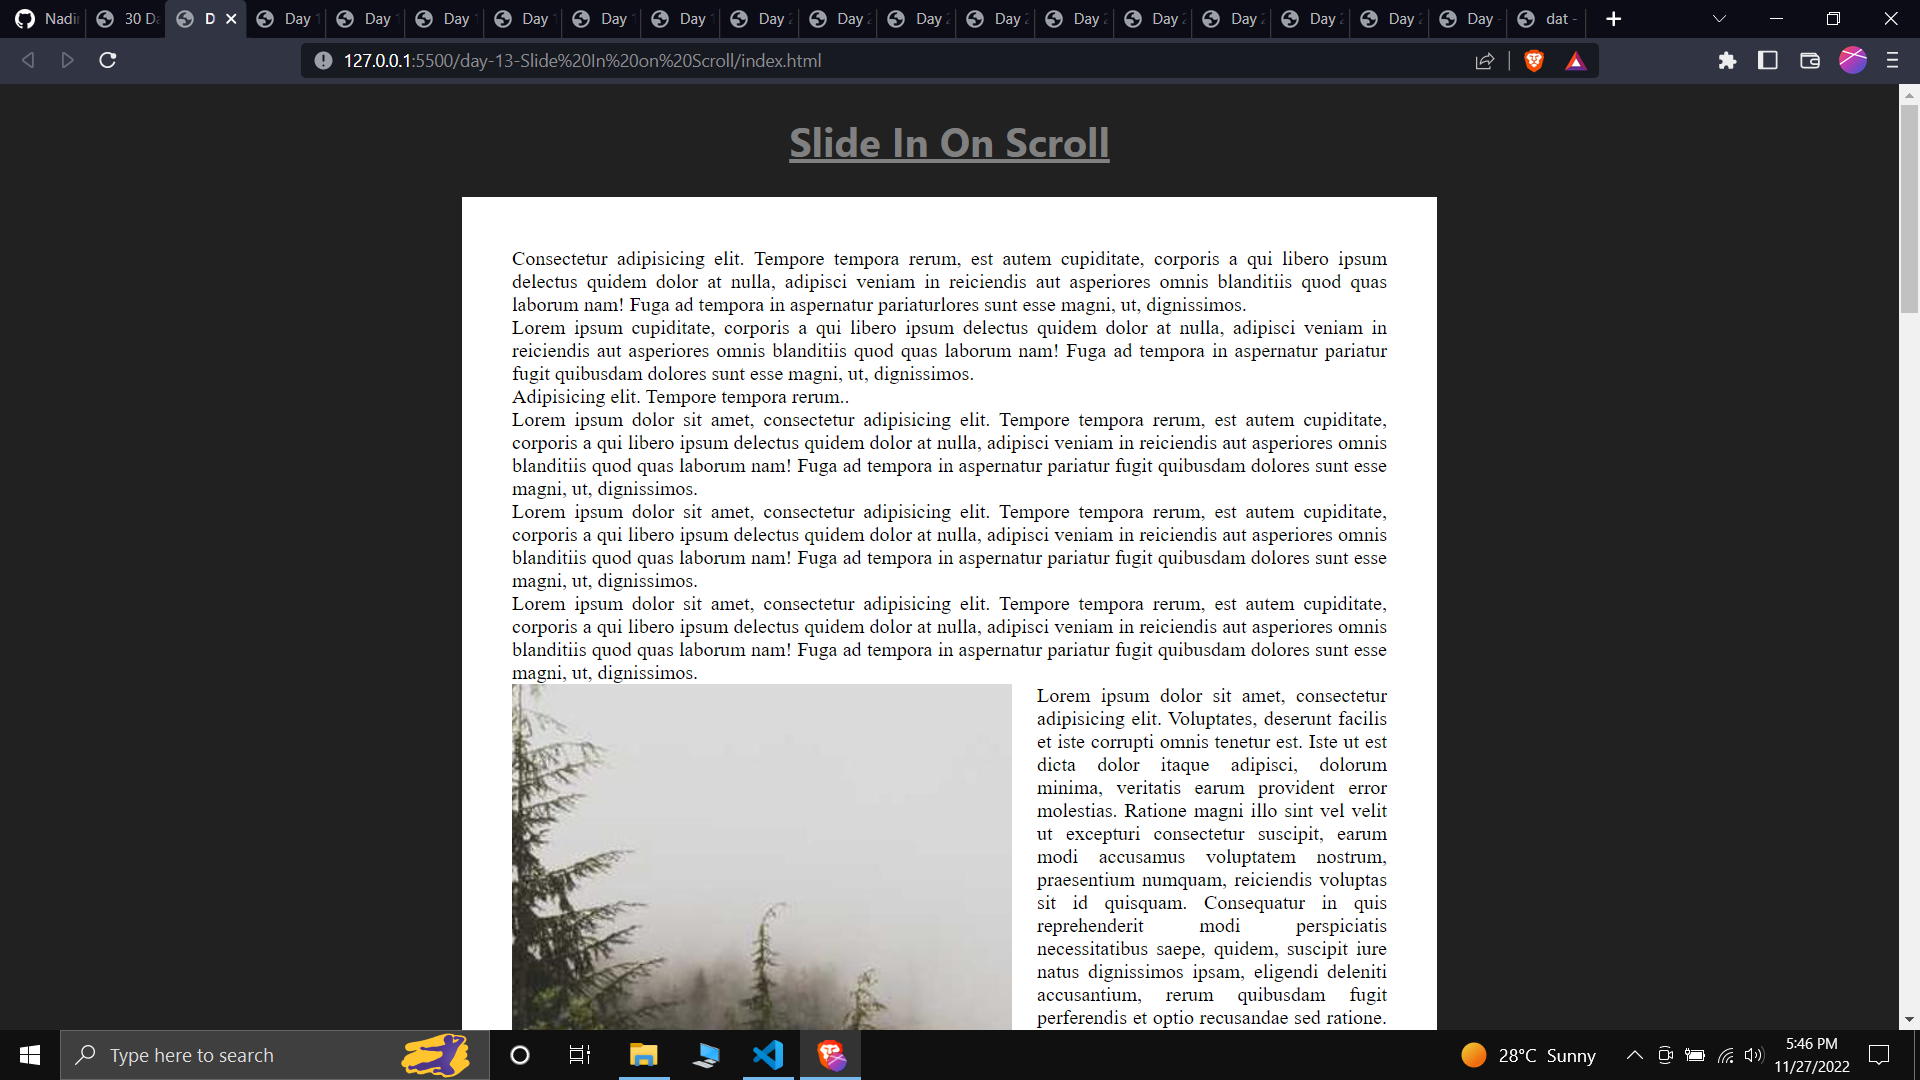 Nadir
30 Da
D
Day 1
Day 1
Day
Day 1
Day 1
Day 1
Day 2
Day 2
Day 2
Day 2
Day 2
Day 2
Day 2
Day 2
Day 2
Day -
dat -
127.0.0.1:5500/day-13-Slide%20In%20on%20Scroll/index.html
Slide In On Scroll
Consectetur adipisicing elit. Tempore tempora rerum, est autem cupiditate, corporis a qui libero ipsum
delectus quidem dolor at nulla, adipisci veniam in reiciendis aut asperiores omnis blanditiis quod quas
laborum nam! Fuga ad tempora in aspernatur pariaturlores sunt esse magni, ut, dignissimos.
Lorem ipsum cupiditate, corporis a qui libero ipsum delectus quidem dolor at nulla, adipisci veniam in
reiciendis aut asperiores omnis blanditiis quod quas laborum nam! Fuga ad tempora in aspernatur pariatur
fugit quibusdam dolores sunt esse magni, ut, dignissimos.
Adipisicing elit. Tempore tempora rerum..
Lorem ipsum dolor sit amet, consectetur adipisicing elit. Tempore tempora rerum, est autem cupiditate,
corporis a qui libero ipsum delectus quidem dolor at nulla, adipisci veniam in reiciendis aut asperiores omnis
blanditiis quod quas laborum nam! Fuga ad tempora in aspernatur pariatur fugit quibusdam dolores sunt esse
magni, ut, dignissimos.
Lorem ipsum dolor sit amet, consectetur adipisicing elit. Tempore tempora rerum, est autem cupiditate,
corporis a qui libero ipsum delectus quidem dolor at nulla, adipisci veniam in reiciendis aut asperiores omnis
blanditiis quod quas laborum nam! Fuga ad tempora in aspernatur pariatur fugit quibusdam dolores sunt esse
magni, ut, dignissimos.
Lorem ipsum dolor sit amet, consectetur adipisicing elit. Tempore tempora rerum, est autem cupiditate,
corporis a qui libero ipsum delectus quidem dolor at nulla, adipisci veniam in reiciendis aut asperiores omnis
blanditiis quod quas laborum nam! Fuga ad tempora in aspernatur pariatur fugit quibusdam dolores sunt esse
magni, ut, dignissimos.
Lorem ipsum dolor sit amet, consectetur
adipisicing elit. Voluptates, deserunt facilis
et iste corrupti omnis tenetur est. Iste ut est
dicta dolor itaque adipisci, dolorum
minima, veritatis earum provident error
molestias. Ratione magni illo sint vel velit
ut excepturi consectetur suscipit, earum
modi accusamus voluptatem nostrum,
praesentium numquam, reiciendis voluptas
sit id quisquam. Consequatur in quis
reprehenderit modi perspiciatis
necessitatibus saepe, quidem, suscipit iure
natus dignissimos ipsam, eligendi deleniti
accusantium, rerum quibusdam fugit
perferendis et optio recusandae sed ratione.
Type here to search
28°C Sunny
5:46 PM
11/27/2022